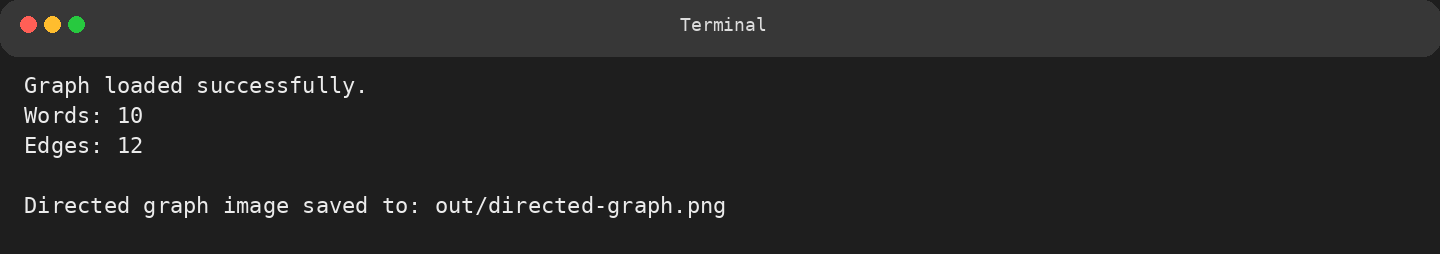 Terminal
Graph loaded successfully.
Words: 10
Edges: 12
Directed graph image saved to: out/directed-graph.png